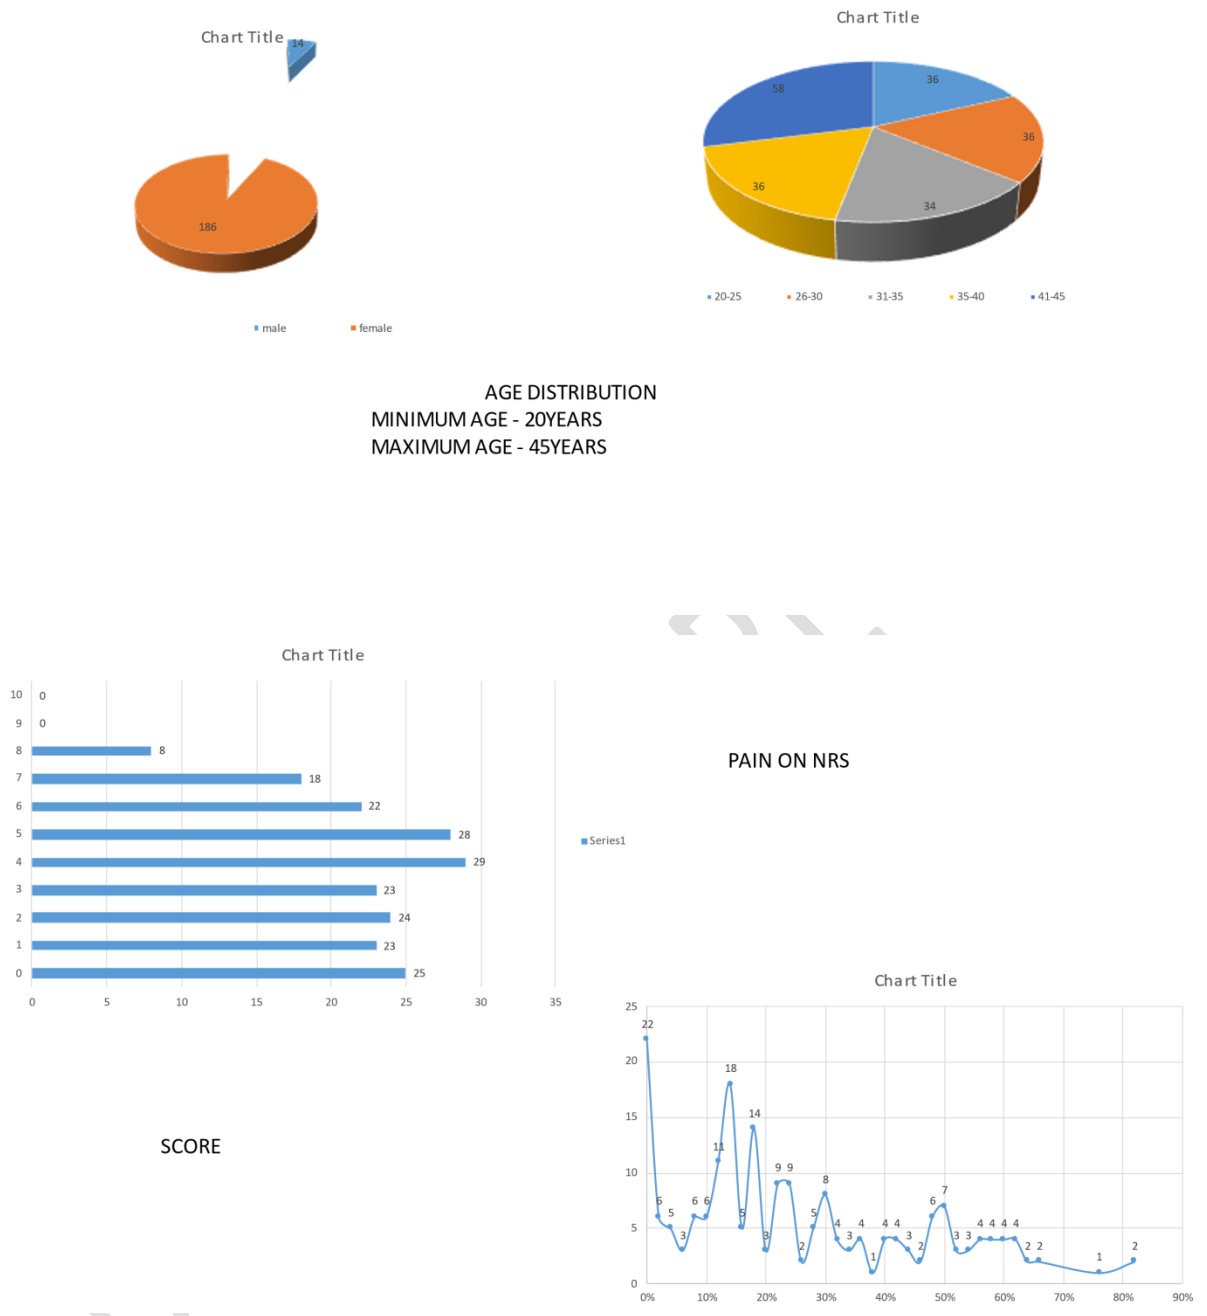 Chart Title
14
186
male female
Chart Title
36
36
34
36
58
20-25 26-30 31-35 35-40 41-45
AGE DISTRIBUTION
MINIMUM AGE - 20YEARS
MAXIMUM AGE - 45YEARS
Chart Title
10 0
9 0
8 8
7 18
6 22
5 28
4 29
3 23
2 24
1 23
0 25
0 5 10 15 20 25 30 35
Series1
PAIN ON NRS
SCORE
Chart Title
25
20
15
10
5
0
22 6 5 3 6 6 11 18 5 14 3 9 9 2 5 8 4 3 4 1 4 4 3 2 6 7 3 3 4 4 4 4 2 2 1 2
0% 10% 20% 30% 40% 50% 60% 70% 80% 90%